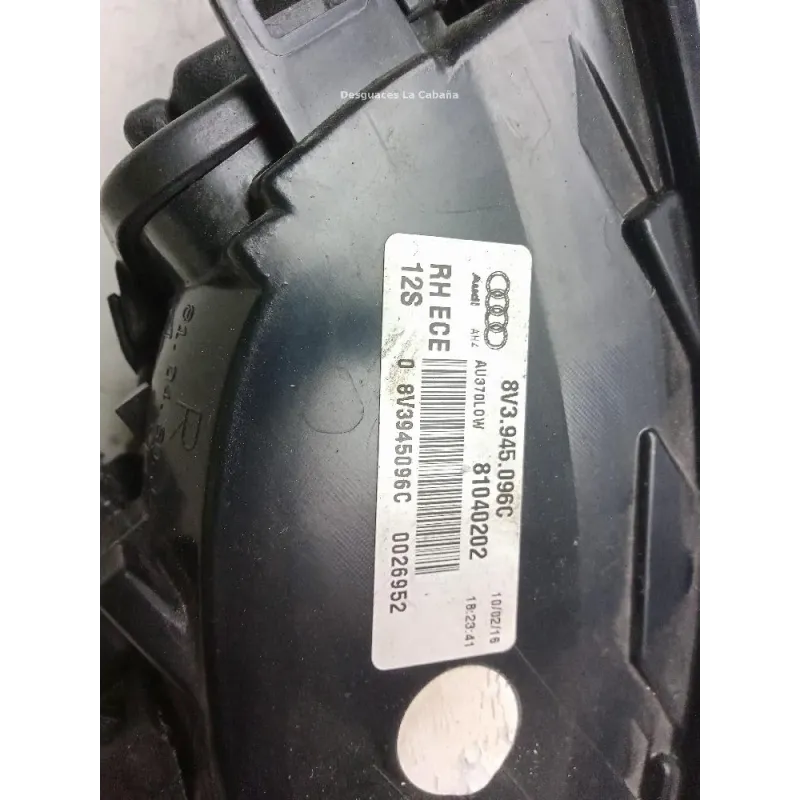 Desguaces La Cabaña
Audi
8V3.945.096C
AHZ AU370LOW 81040202
10/02/16
18:23:41
RH ECE
12S
0 8V3945096C 0026952
R